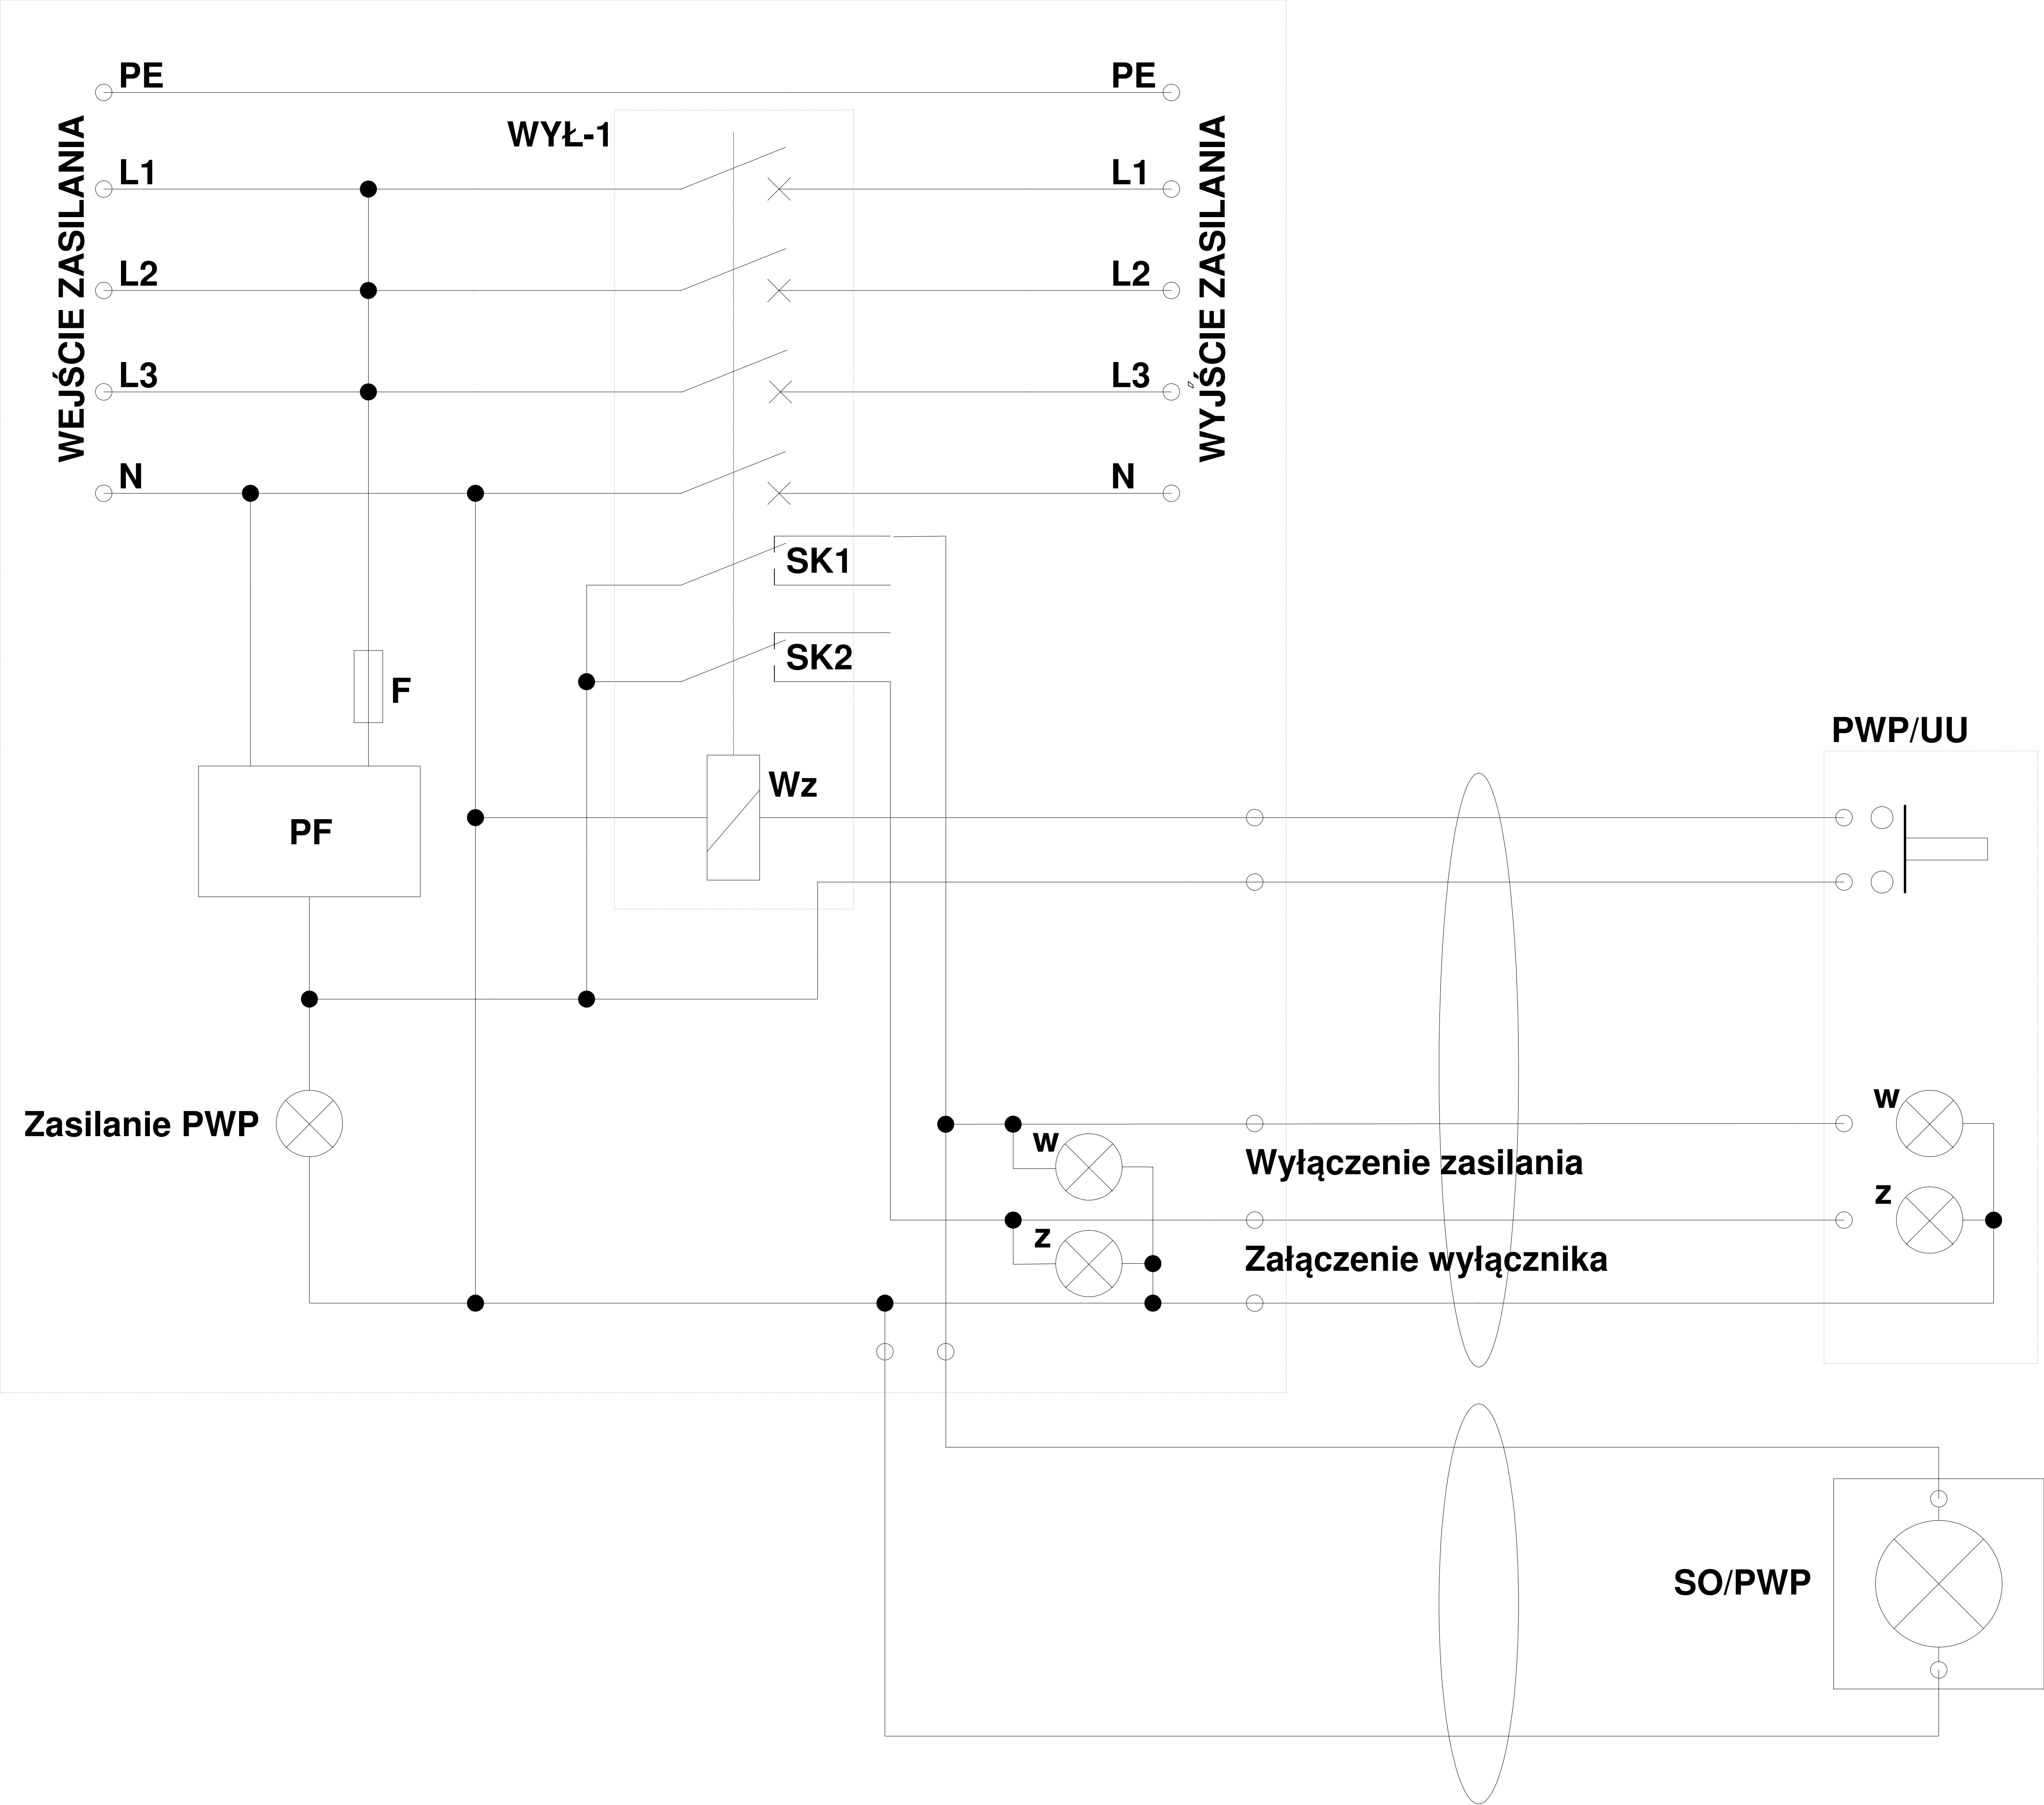 PE
PE
WYŁ-1
WEJŚCIE ZASILANIA
WYJŚCIE ZASILANIA
L1
L1
L2
L2
L3
L3
N
N
SK1
SK2
F
PWP/UU
Wz
PF
w
Zasilanie PWP
w
Wyłączenie zasilania
z
z
Załączenie wyłącznika
SO/PWP